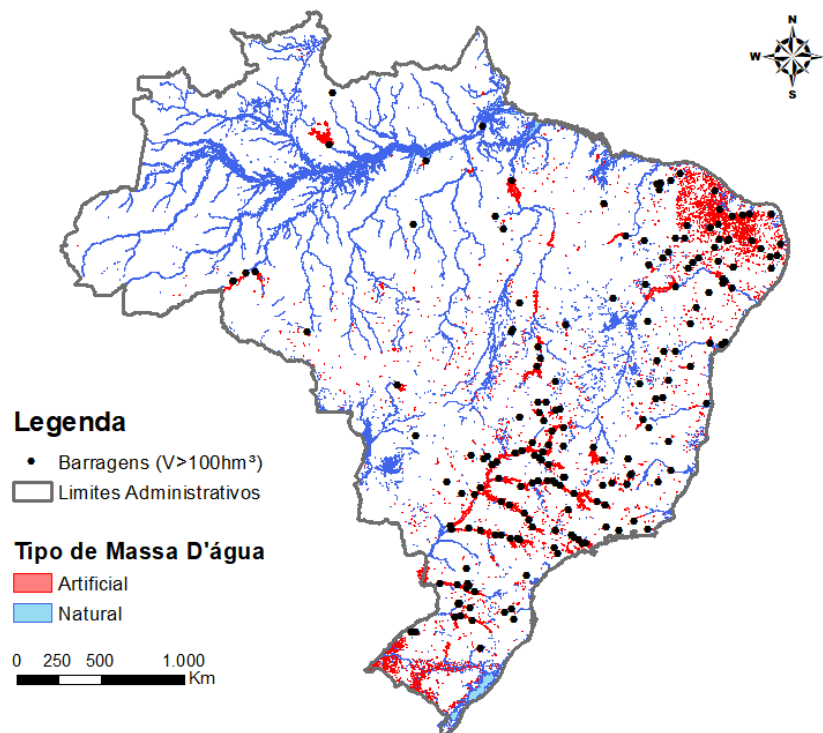 N
W E
S
Legenda
Barragens (V>100hm³)
Limites Administrativos
Tipo de Massa D'água
Artificial
Natural
0 250 500 1.000
Km